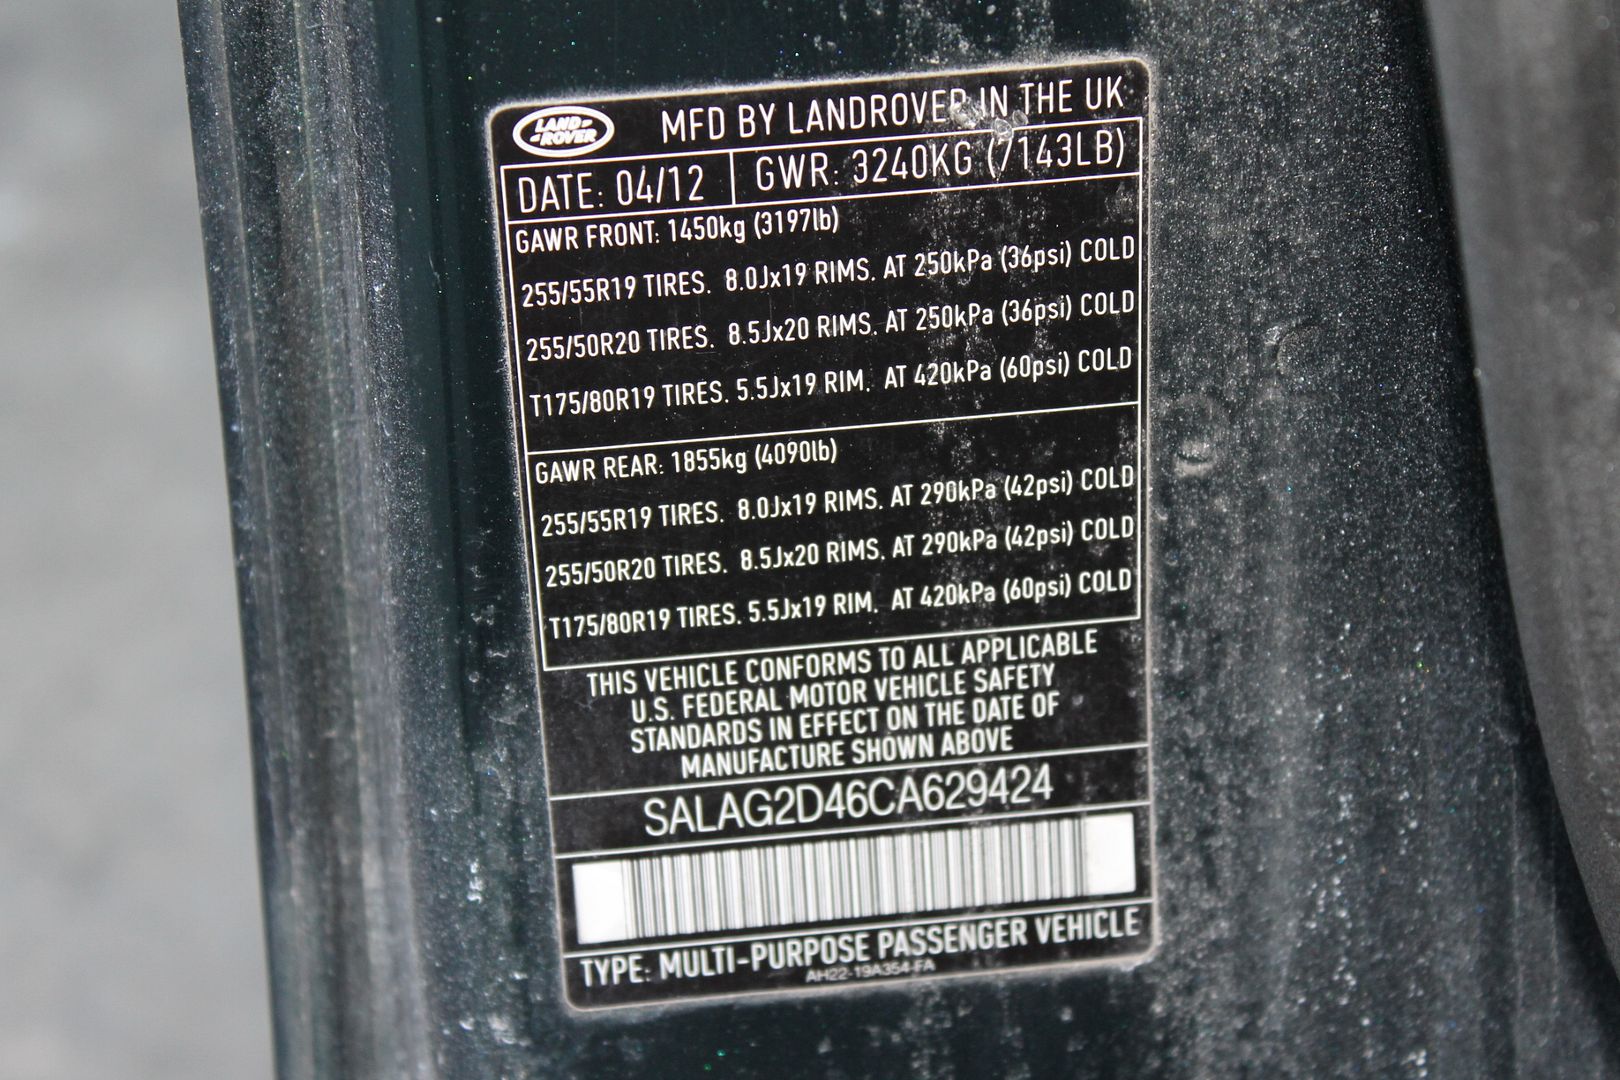 LAND-
-ROVER
MFD BY LANDROVER IN THE UK
DATE: 04/12
GWR: 3240KG (7143LB)
GAWR FRONT: 1450kg (3197lb)
255/55R19 TIRES. 8.0Jx19 RIMS. AT 250kPa (36psi) COLD
255/50R20 TIRES. 8.5Jx20 RIMS. AT 250kPa (36psi) COLD
T175/80R19 TIRES. 5.5Jx19 RIM. AT 420kPa (60psi) COLD
GAWR REAR: 1855kg (4090lb)
255/55R19 TIRES. 8.0Jx19 RIMS. AT 290kPa (42psi) COLD
255/50R20 TIRES. 8.5Jx20 RIMS. AT 290kPa (42psi) COLD
T175/80R19 TIRES. 5.5Jx19 RIM. AT 420kPa (60psi) COLD
THIS VEHICLE CONFORMS TO ALL APPLICABLE
U.S. FEDERAL MOTOR VEHICLE SAFETY
STANDARDS IN EFFECT ON THE DATE OF
MANUFACTURE SHOWN ABOVE
SALAG2D46CA629424
TYPE: MULTI-PURPOSE PASSENGER VEHICLE
AH22-19A354-FA